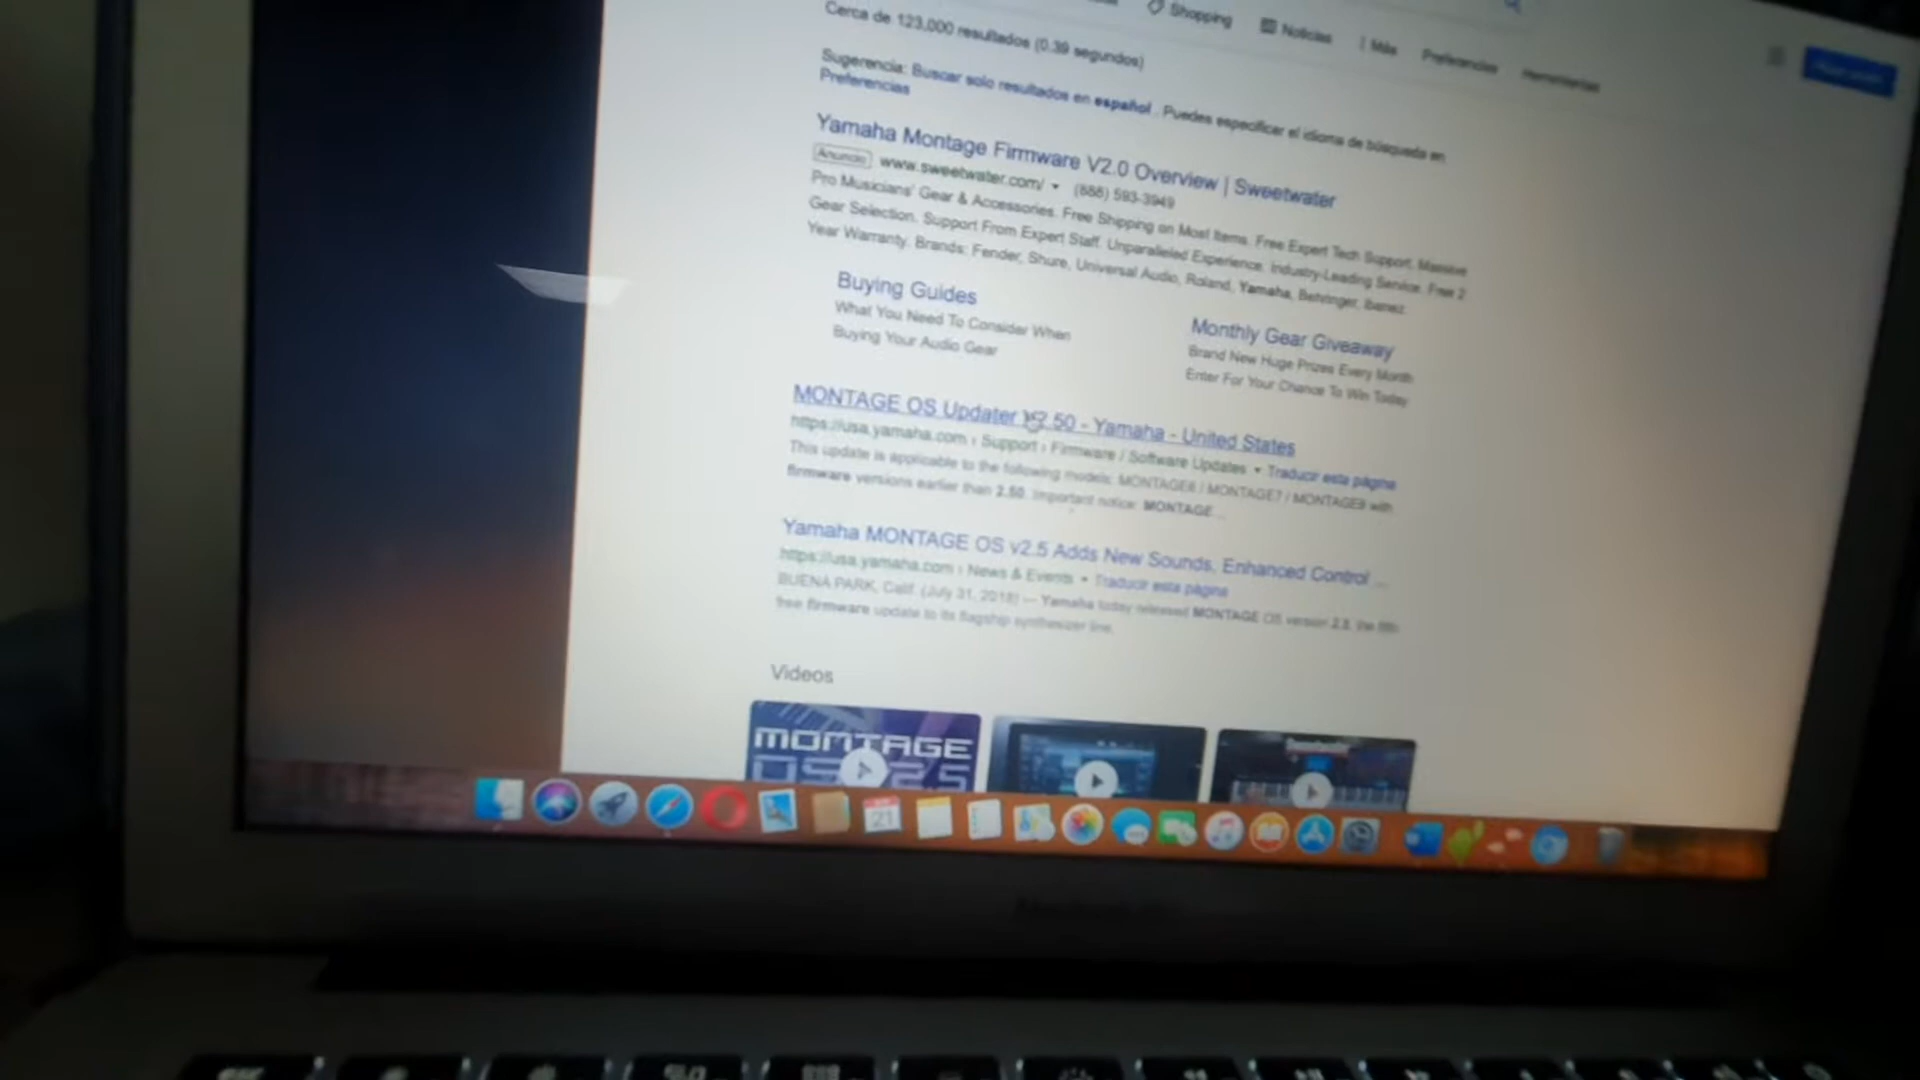 Shopping
Noticias
Más
Preferencias
Herramientas
Cerca de 123,000 resultados (0.39 segundos)
Sugerencia: Buscar solo resultados en español . Puedes especificar el idioma de búsqueda en
Preferencias
Yamaha Montage Firmware V2.0 Overview | Sweetwater
Anuncio www.sweetwater.com/ (888) 593-3949
Pro Musicians' Gear & Accessories. Free Shipping on Most Items. Free Expert Tech Support. Massive
Gear Selection. Support From Expert Staff. Unparalleled Experience. Industry-Leading Service. Free 2
Year Warranty. Brands: Fender, Shure, Universal Audio, Roland, Yamaha, Behringer, Ibanez.
Buying Guides
What You Need To Consider When
Buying Your Audio Gear
Monthly Gear Giveaway
Brand New Huge Prizes Every Month
Enter For Your Chance To Win Today
MONTAGE OS Updater V2.50 - Yamaha - United States
https://usa.yamaha.com › Support › Firmware / Software Updates Traducir esta página
This update is applicable to the following models: MONTAGE6 / MONTAGE7 / MONTAGE8 with
firmware versions earlier than 2.50. Important notice: MONTAGE ...
Yamaha MONTAGE OS v2.5 Adds New Sounds, Enhanced Control ...
https://usa.yamaha.com › News & Events Traducir esta página
BUENA PARK, Calif. (July 31, 2018) — Yamaha today released MONTAGE OS version 2.5, the fifth
free firmware update to its flagship synthesizer line.
Videos
MONTAGE
OS 2.5
21